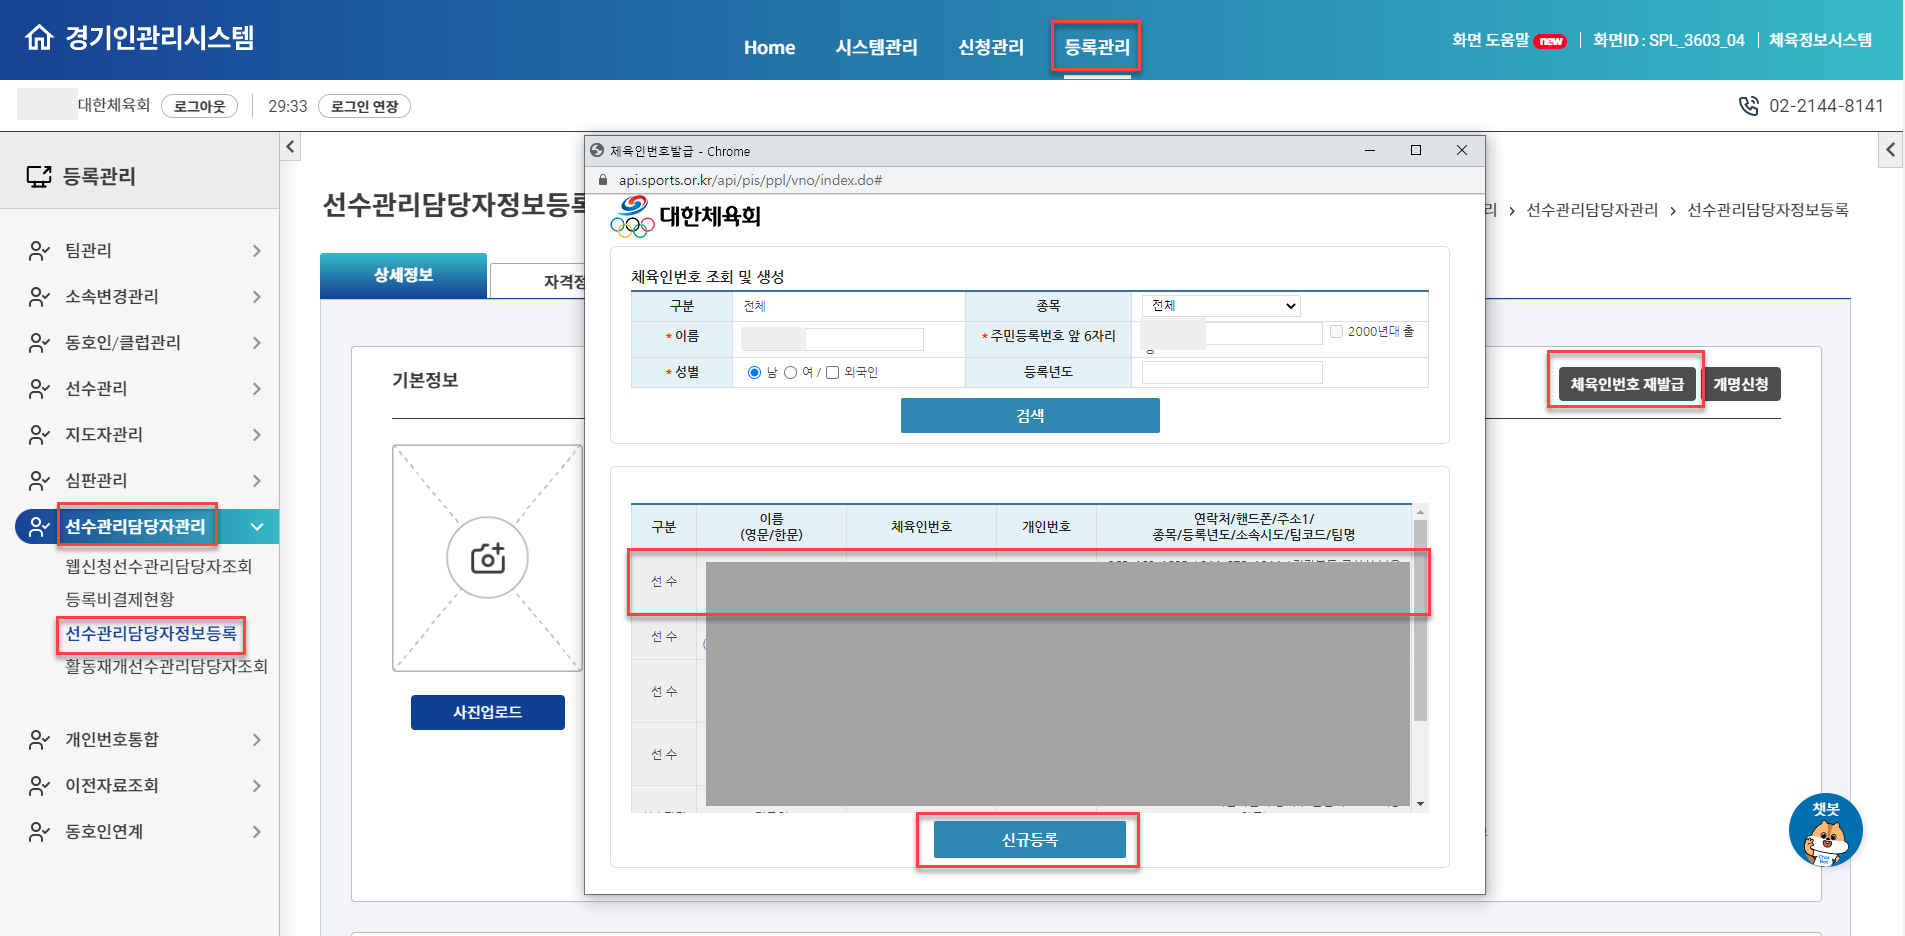 경기인관리시스템
Home
시스템관리
신청관리
등록관리
화면 도움말 new
화면ID : SPL_3603_04
체육정보시스템
대한체육회
로그아웃
29:33
로그인 연장
02-2144-8141
등록관리
팀관리
소속변경관리
동호인/클럽관리
선수관리
지도자관리
심판관리
선수관리담당자관리
웹신청선수관리담당자조회
등록비결제현황
선수관리담당자정보등록
활동재개선수관리담당자조회
개인번호통합
이전자료조회
동호인연계
선수관리담당자정보등록
리 › 선수관리담당자관리 › 선수관리담당자정보등록
상세정보
자격정
기본정보
체육인번호 재발급
개명신청
사진업로드
체육인번호발급 - Chrome
api.sports.or.kr/api/pis/ppl/vno/index.do#
대한체육회
체육인번호 조회 및 생성
구분 전체 종목 전체
*이름 *주민등록번호 앞 6자리 2000년대 출
*성별 남 여 / 외국인 등록년도
검색
구분
이름
(영문/한문)
체육인번호
개인번호
연락처/핸드폰/주소1/
종목/등록년도/소속시도/팀코드/팀명
선 수
선 수
선 수
선 수
신규등록
챗봇